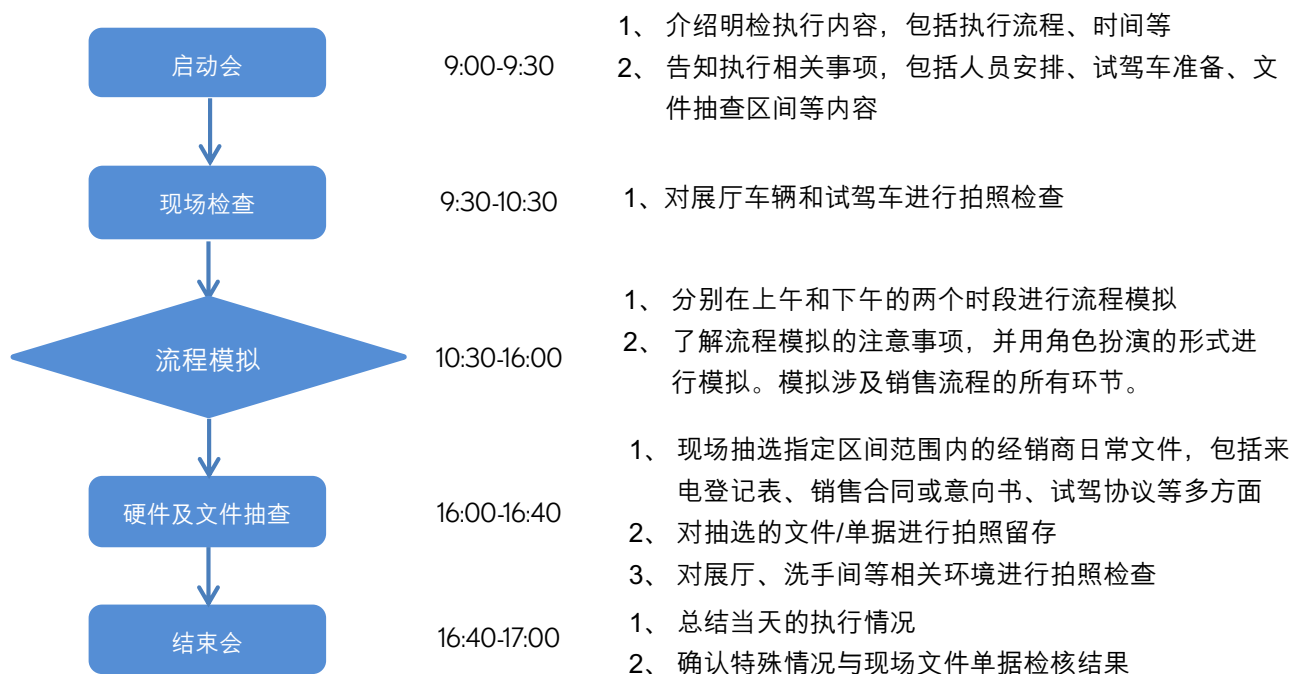 启动会
9:00-9:30
1、 介绍明检执行内容，包括执行流程、时间等
2、 告知执行相关事项，包括人员安排、试驾车准备、文
件抽查区间等内容
现场检查
9:30-10:30
1、对展厅车辆和试驾车进行拍照检查
流程模拟
10:30-16:00
1、 分别在上午和下午的两个时段进行流程模拟
2、 了解流程模拟的注意事项，并用角色扮演的形式进
行模拟。模拟涉及销售流程的所有环节。
硬件及文件抽查
16:00-16:40
1、 现场抽选指定区间范围内的经销商日常文件，包括来
电登记表、销售合同或意向书、试驾协议等多方面
2、 对抽选的文件/单据进行拍照留存
3、 对展厅、洗手间等相关环境进行拍照检查
结束会
16:40-17:00
1、 总结当天的执行情况
2、 确认特殊情况与现场文件单据检核结果